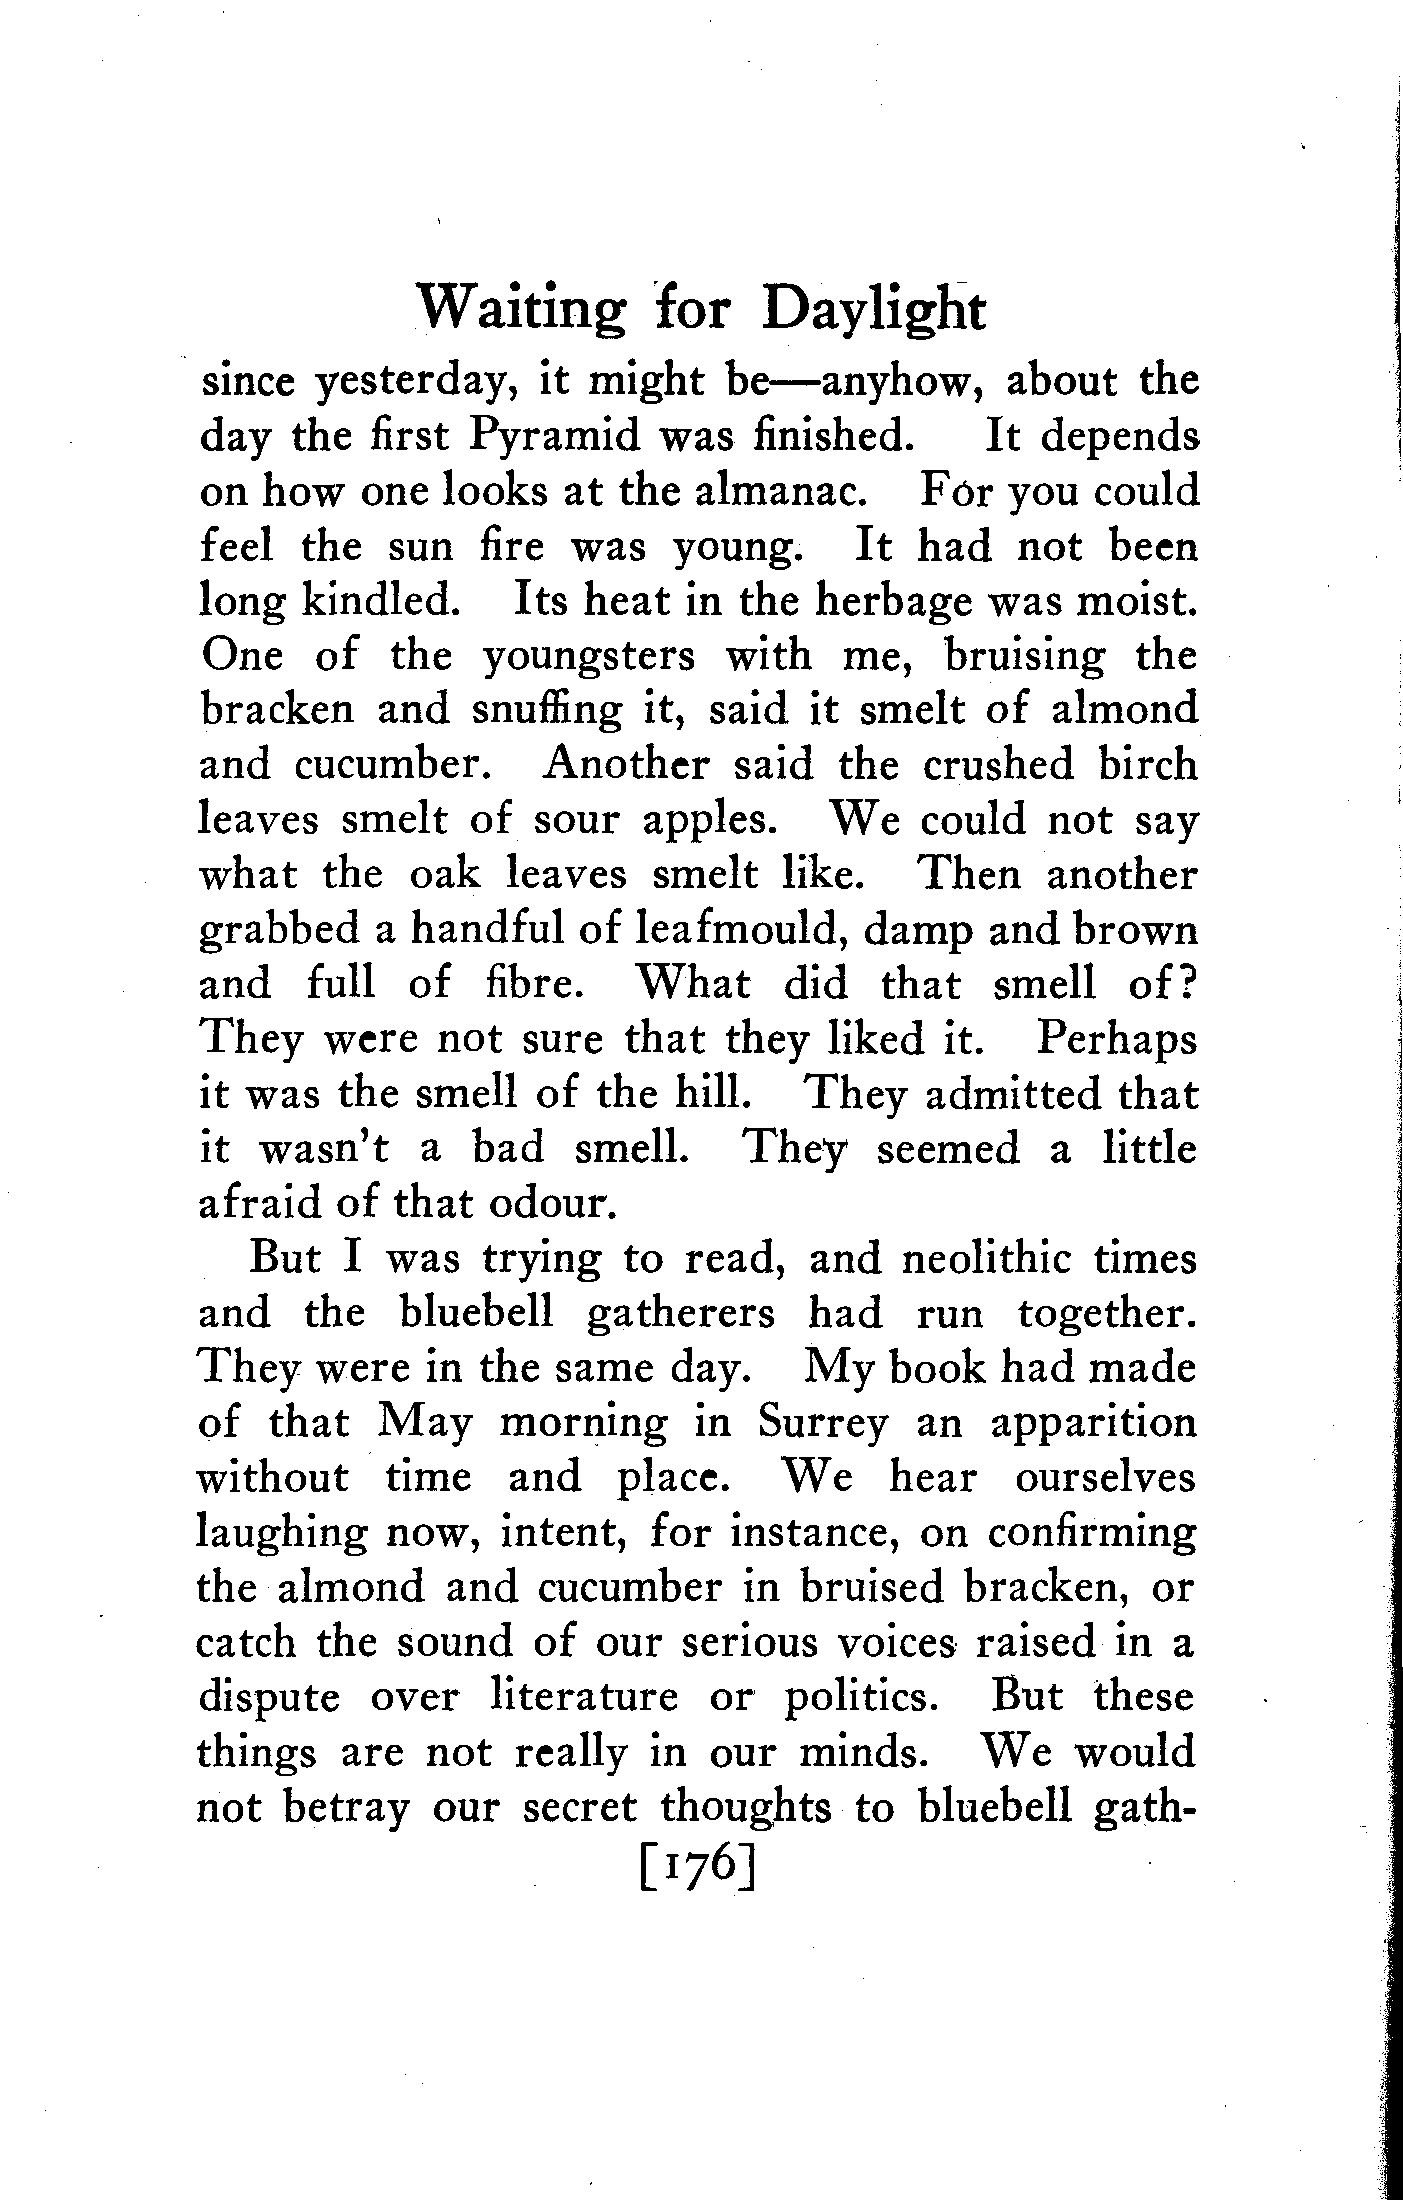 Waiting for Daylight
since yesterday, it might be—anyhow, about the
day the first Pyramid was finished. It depends
on how one looks at the almanac. For you could
feel the sun fire was young. It had not been
long kindled. Its heat in the herbage was moist.
One of the youngsters with me, bruising the
bracken and snuffing it, said it smelt of almond
and cucumber. Another said the crushed birch
leaves smelt of sour apples. We could not say
what the oak leaves smelt like. Then another
grabbed a handful of leafmould, damp and brown
and full of fibre. What did that smell of?
They were not sure that they liked it. Perhaps
it was the smell of the hill. They admitted that
it wasn't a bad smell. They seemed a little
afraid of that odour.
But I was trying to read, and neolithic times
and the bluebell gatherers had run together.
They were in the same day. My book had made
of that May morning in Surrey an apparition
without time and place. We hear ourselves
laughing now, intent, for instance, on confirming
the almond and cucumber in bruised bracken, or
catch the sound of our serious voices raised in a
dispute over literature or politics. But these
things are not really in our minds. We would
not betray our secret thoughts to bluebell gath-
[176]